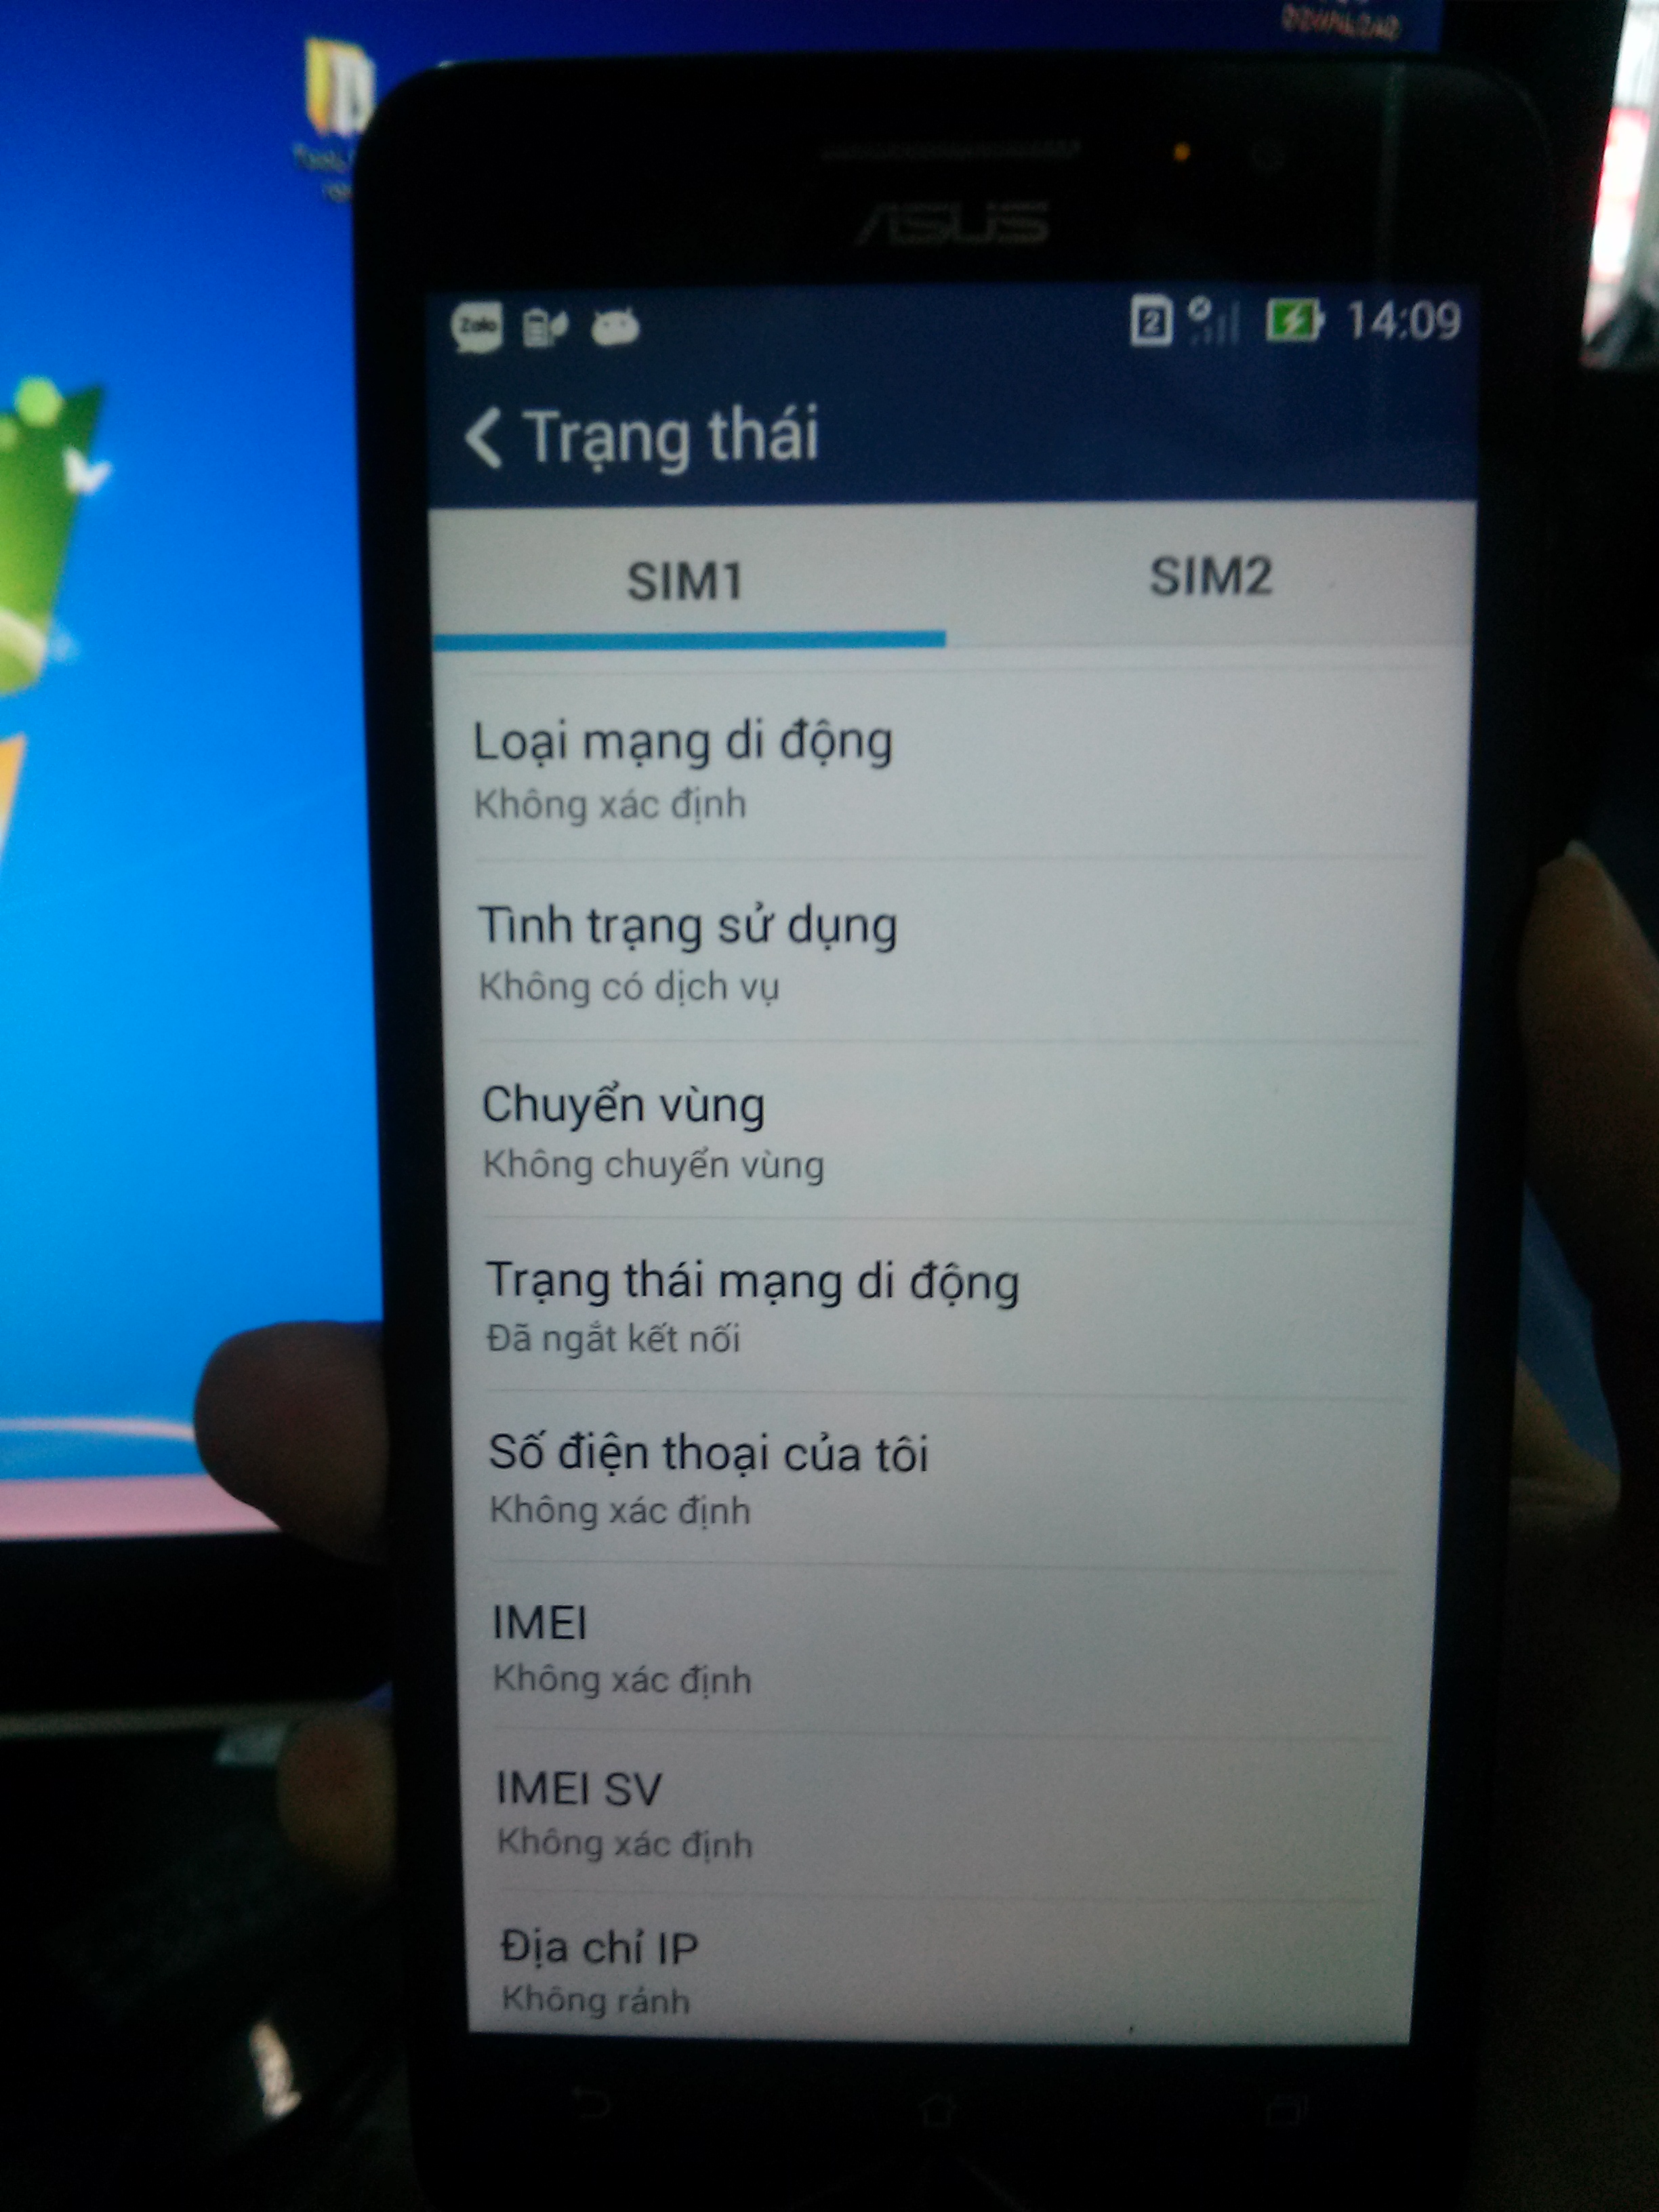 DOWNLOAD
ASUS
Zalo
2
14:09
Trạng thái
SIM1
SIM2
Loại mạng di động
Không xác định
Tình trạng sử dụng
Không có dịch vụ
Chuyển vùng
Không chuyển vùng
Trạng thái mạng di động
Đã ngắt kết nối
Số điện thoại của tôi
Không xác định
IMEI
Không xác định
IMEI SV
Không xác định
Địa chỉ IP
Không rảnh